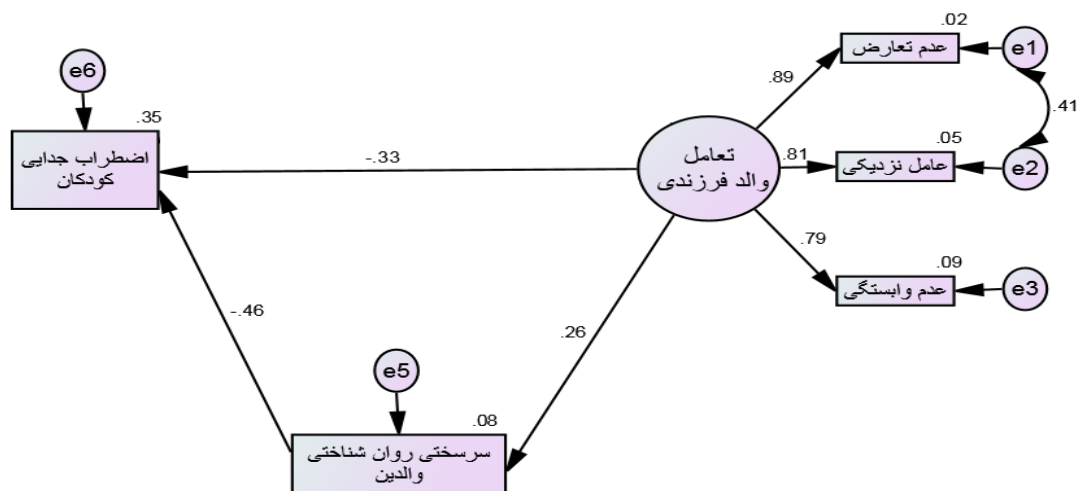 .02
e1
عدم تعارض
.89
.41
.05
e2
عامل نزدیکی
.81
e6
.35
اضطراب جدایی
کودکان
-.33
تعامل
والد فرزندی
.79
.09
e3
عدم وابستگی
-.46
.26
e5
.08
سرسختی روان شناختی
والدین